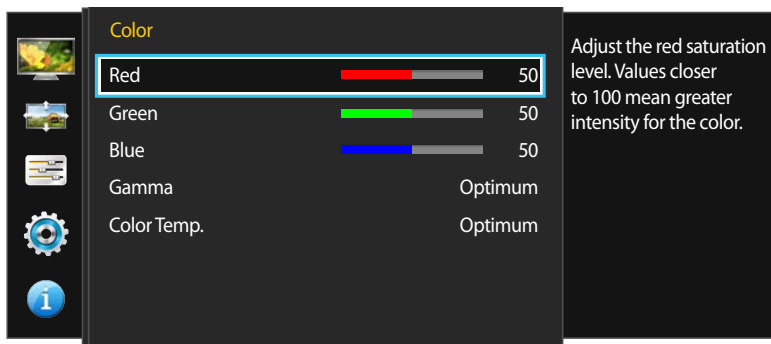 Color
Red 50
Green 50
Blue 50
Gamma Optimum
Color Temp. Optimum
Adjust the red saturation
level. Values closer
to 100 mean greater
intensity for the color.